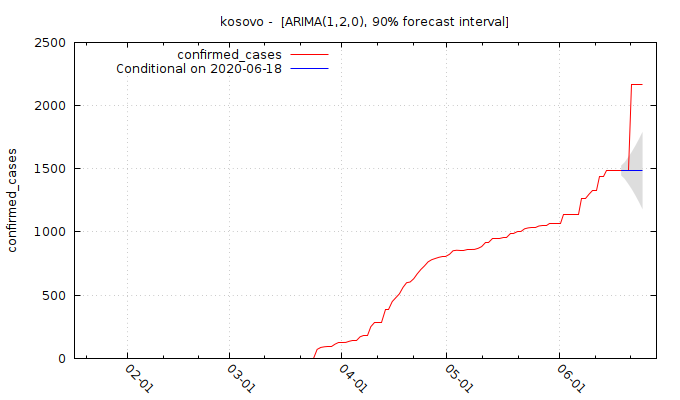 kosovo -  [ARIMA(1,2,0), 90% forecast interval]
confirmed_cases
Conditional on 2020-06-18
confirmed_cases
2500
2000
1500
1000
500
0
02-01
03-01
04-01
05-01
06-01